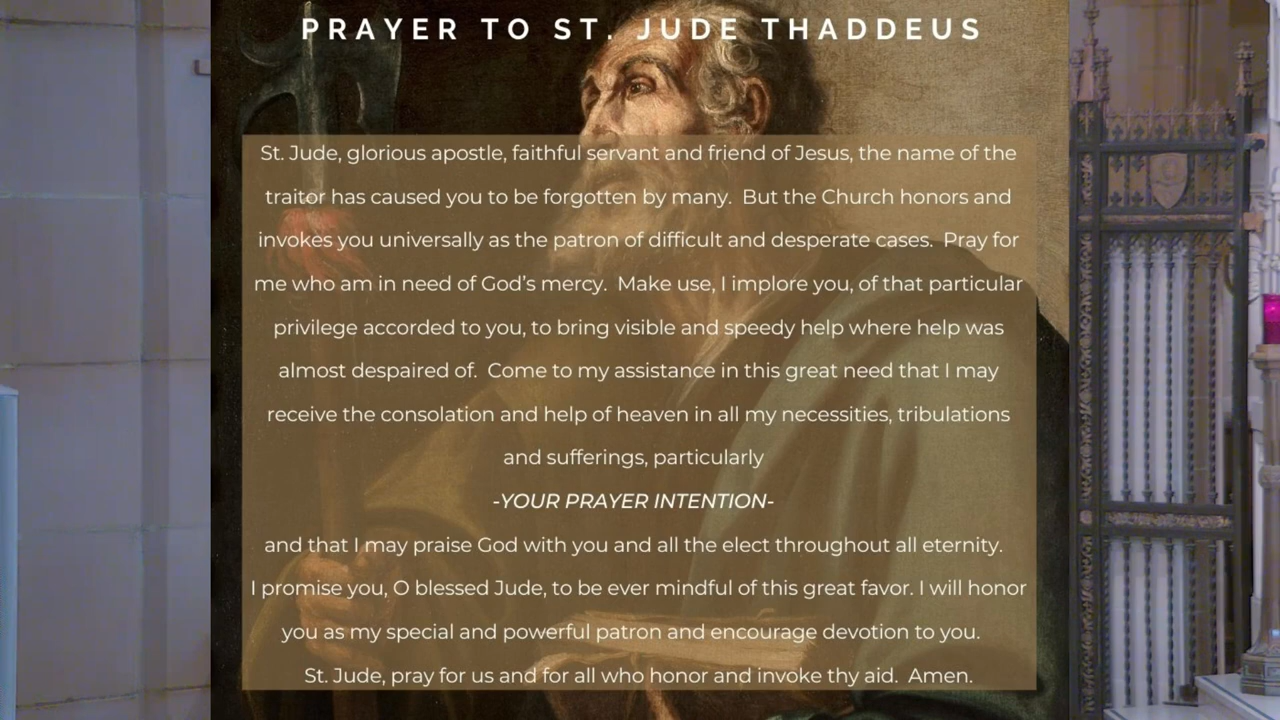 PRAYER TO ST. JUDE THADDEUS
St. Jude, glorious apostle, faithful servant and friend of Jesus, the name of the
traitor has caused you to be forgotten by many.  But the Church honors and
invokes you universally as the patron of difficult and desperate cases.  Pray for
me who am in need of God’s mercy.  Make use, I implore you, of that particular
privilege accorded to you, to bring visible and speedy help where help was
almost despaired of.  Come to my assistance in this great need that I may
receive the consolation and help of heaven in all my necessities, tribulations
and sufferings, particularly
-YOUR PRAYER INTENTION-
and that I may praise God with you and all the elect throughout all eternity.
I promise you, O blessed Jude, to be ever mindful of this great favor. I will honor
you as my special and powerful patron and encourage devotion to you.
St. Jude, pray for us and for all who honor and invoke thy aid.  Amen.